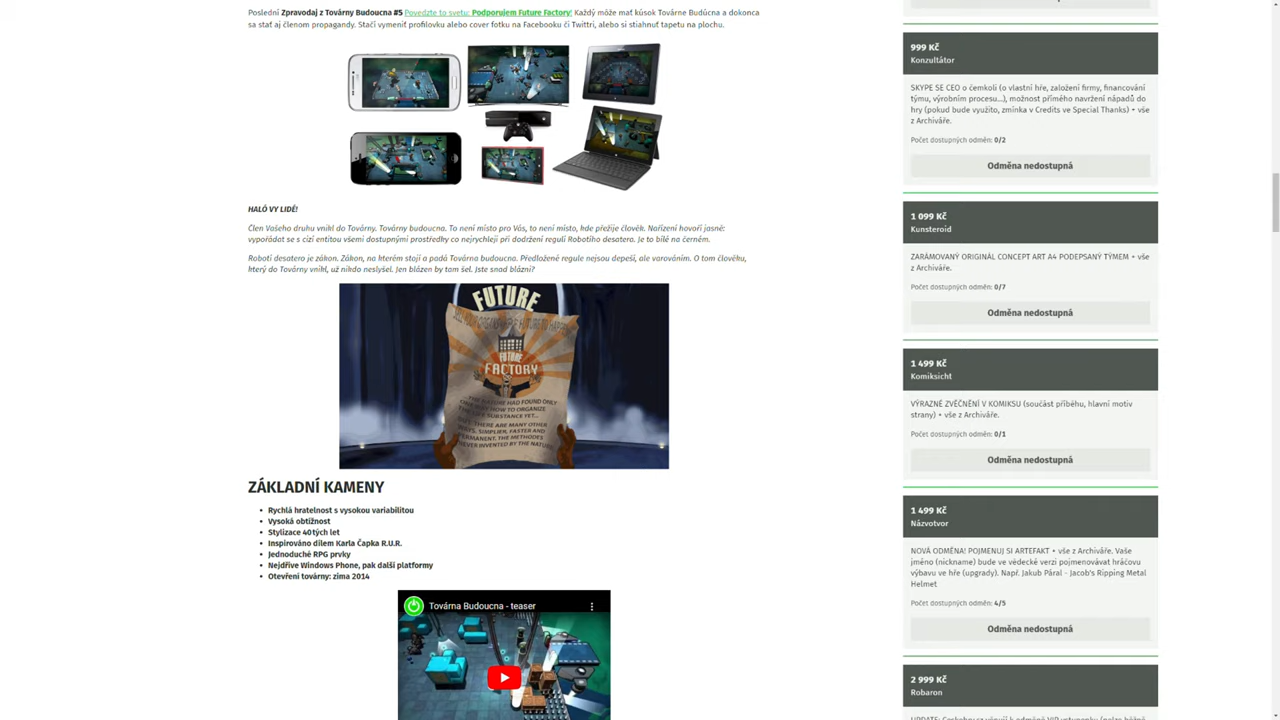 Poslední Zpravodaj z Továrny Budoucna #5 Povedzte to svetu: Podporujem Future Factory! Každý môže mať kúsok Továrne Budúcna a dokonca
sa stať aj členom propagandy. Stačí vymeniť profilovku alebo cover fotku na Facebooku či Twittri, alebo si stiahnuť tapetu na plochu.
HALÓ VY LIDÉ!
Člen Vašeho druhu vnikl do Továrny. Továrny budoucna. To není místo pro Vás, to není místo, kde přežije člověk. Nařízení hovoří jasně:
vypořádat se s cizí entitou všemi dostupnými prostředky co nejrychleji při dodržení regulí Robotího desatera. Je to bílé na černém.
Robotí desatero je zákon. Zákon, na kterém stojí a padá Továrna budoucna. Předložené regule nejsou depeší, ale varováním. O tom člověku,
který do Továrny vnikl, už nikdo neslyšel. Jen blázen by tam šel. Jste snad blázni?
FUTURE
FUTURE
FACTORY
ZÁKLADNÍ KAMENY
Rychlá hratelnost s vysokou variabilitou
Vysoká obtížnost
Stylizace 40tých let
Inspirováno dílem Karla Čapka R.U.R.
Jednoduché RPG prvky
Nejdříve Windows Phone, pak další platformy
Otevření továrny: zima 2014
Továrna Budoucna - teaser
999 Kč
Konzultátor
SKYPE SE CEO o čemkoli (o vlastní hře, založení firmy, financování
týmu, výrobním procesu...), možnost přímého navržení nápadů do
hry (pokud bude využito, zmínka v Credits ve Special Thanks) + vše
z Archiváře.
Počet dostupných odměn: 0/2
Odměna nedostupná
1 099 Kč
Kunsteroid
ZARÁMOVANÝ ORIGINÁL CONCEPT ART A4 PODEPSANÝ TÝMEM + vše
z Archiváře.
Počet dostupných odměn: 0/7
Odměna nedostupná
1 499 Kč
Komiksicht
VÝRAZNÉ ZVĚČNĚNÍ V KOMIKSU (součást příběhu, hlavní motiv
strany) + vše z Archiváře.
Počet dostupných odměn: 0/1
Odměna nedostupná
1 499 Kč
Názvotvor
NOVÁ ODMĚNA! POJMENUJ SI ARTEFAKT + vše z Archiváře. Vaše
jméno (nickname) bude ve vědecké verzi pojmenovávat hráčovu
výbavu ve hře (upgrady). Např. Jakub Páral - Jacob's Ripping Metal
Helmet
Počet dostupných odměn: 4/5
Odměna nedostupná
2 999 Kč
Robaron